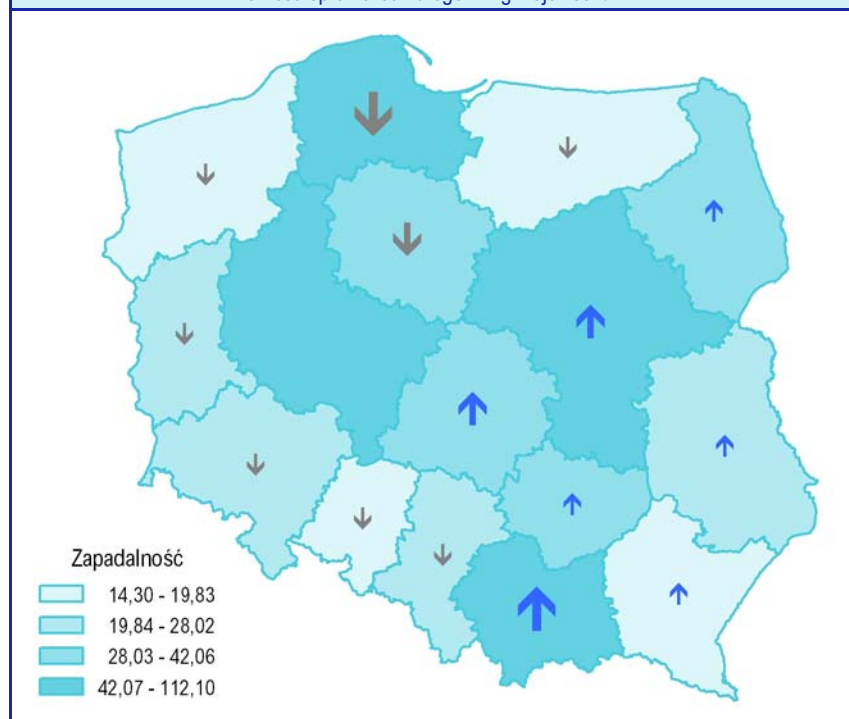 Zapadalność
14,30 - 19,83
19,84 - 28,02
28,03 - 42,06
42,07 - 112,10